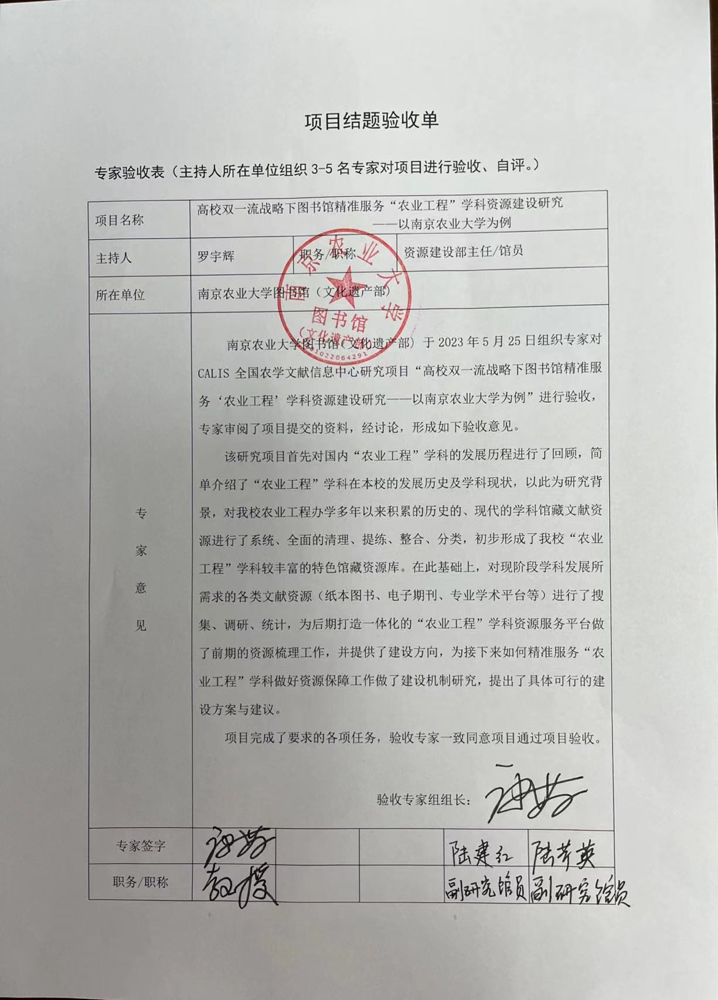 项目结题验收单
专家验收表（主持人所在单位组织 3-5 名专家对项目进行验收、自评。）
项目名称
高校双一流战略下图书馆精准服务“农业工程”学科资源建设研究
——以南京农业大学为例
主持人
罗宇辉
职务/职称
资源建设部主任/馆员
所在单位
南京农业大学图书馆（文化遗产部）
南京农业大学
图书馆
（文化遗产部）
专家意见
南京农业大学图书馆（文化遗产部）于 2023 年 5 月 25 日组织专家对
CALIS 全国农学文献信息中心研究项目“高校双一流战略下图书馆精准服
务‘农业工程’学科资源建设研究——以南京农业大学为例”进行验收，
专家审阅了项目提交的资料，经讨论，形成如下验收意见。
该研究项目首先对国内“农业工程”学科的发展历程进行了回顾，简
单介绍了“农业工程”学科在本校的发展历史及学科现状，以此为研究背
景，对我校农业工程办学多年以来积累的历史的、现代的学科馆藏文献资
源进行了系统、全面的清理、提练、整合、分类，初步形成了我校“农业
工程”学科较丰富的特色馆藏资源库。在此基础上，对现阶段学科发展所
需求的各类文献资源（纸本图书、电子期刊、专业学术平台等）进行了搜
集、调研、统计，为后期打造一体化的“农业工程”学科资源服务平台做
了前期的资源梳理工作，并提供了建设方向，为接下来如何精准服务“农
业工程”学科做好资源保障工作做了建设机制研究，提出了具体可行的建
设方案与建议。
项目完成了要求的各项任务，验收专家一致同意项目通过项目验收。
验收专家组组长：
专家签字
陆建红
陆芹英
职务/职称
教授
副研究馆员
副研究馆员